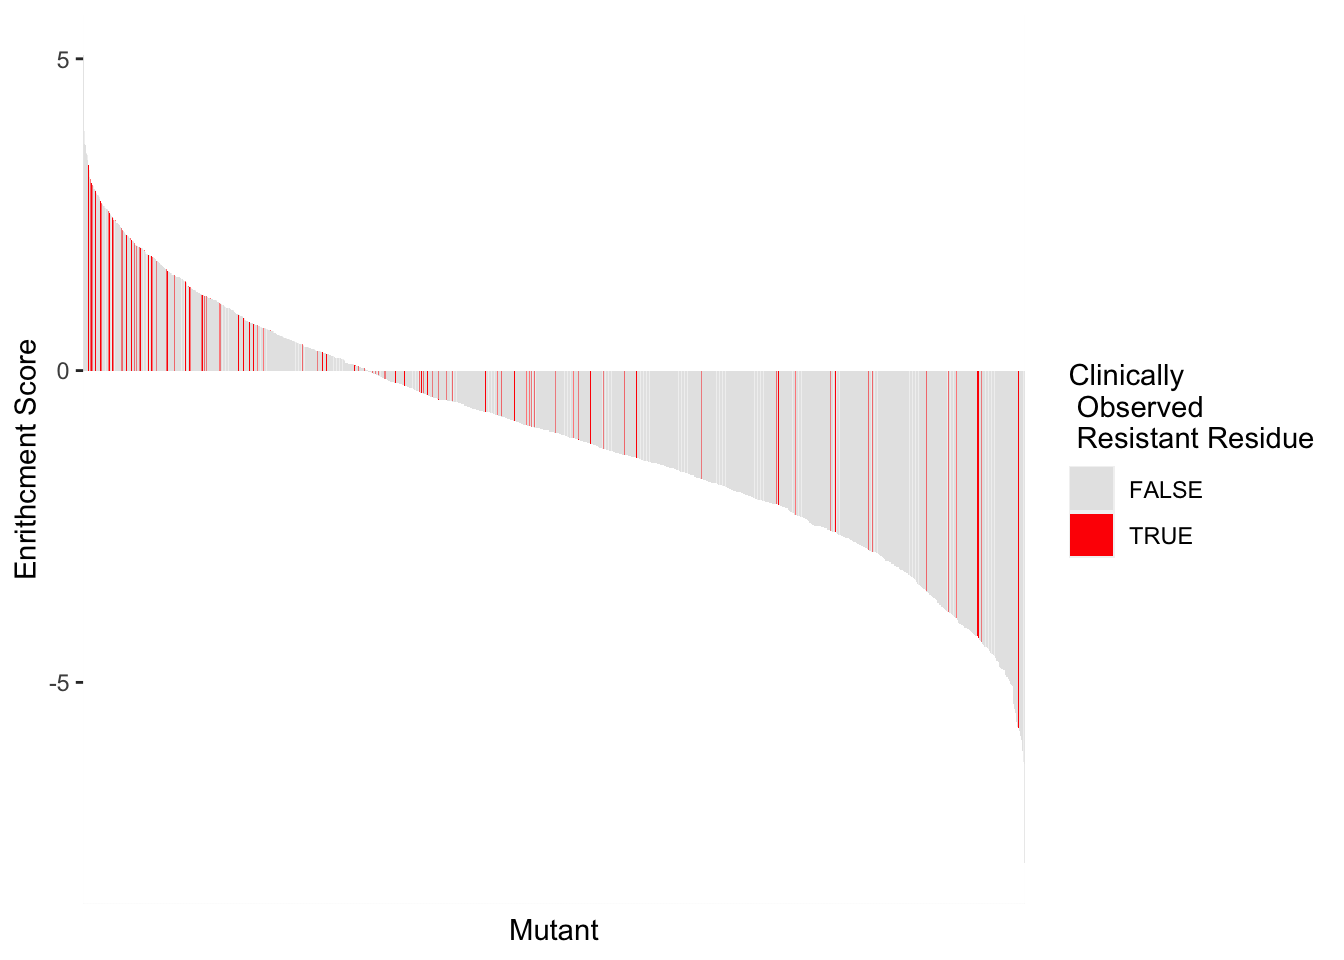 5
0
-5
Enrithcment Score
Mutant
Clinically
Observed
Resistant Residue
FALSE
TRUE